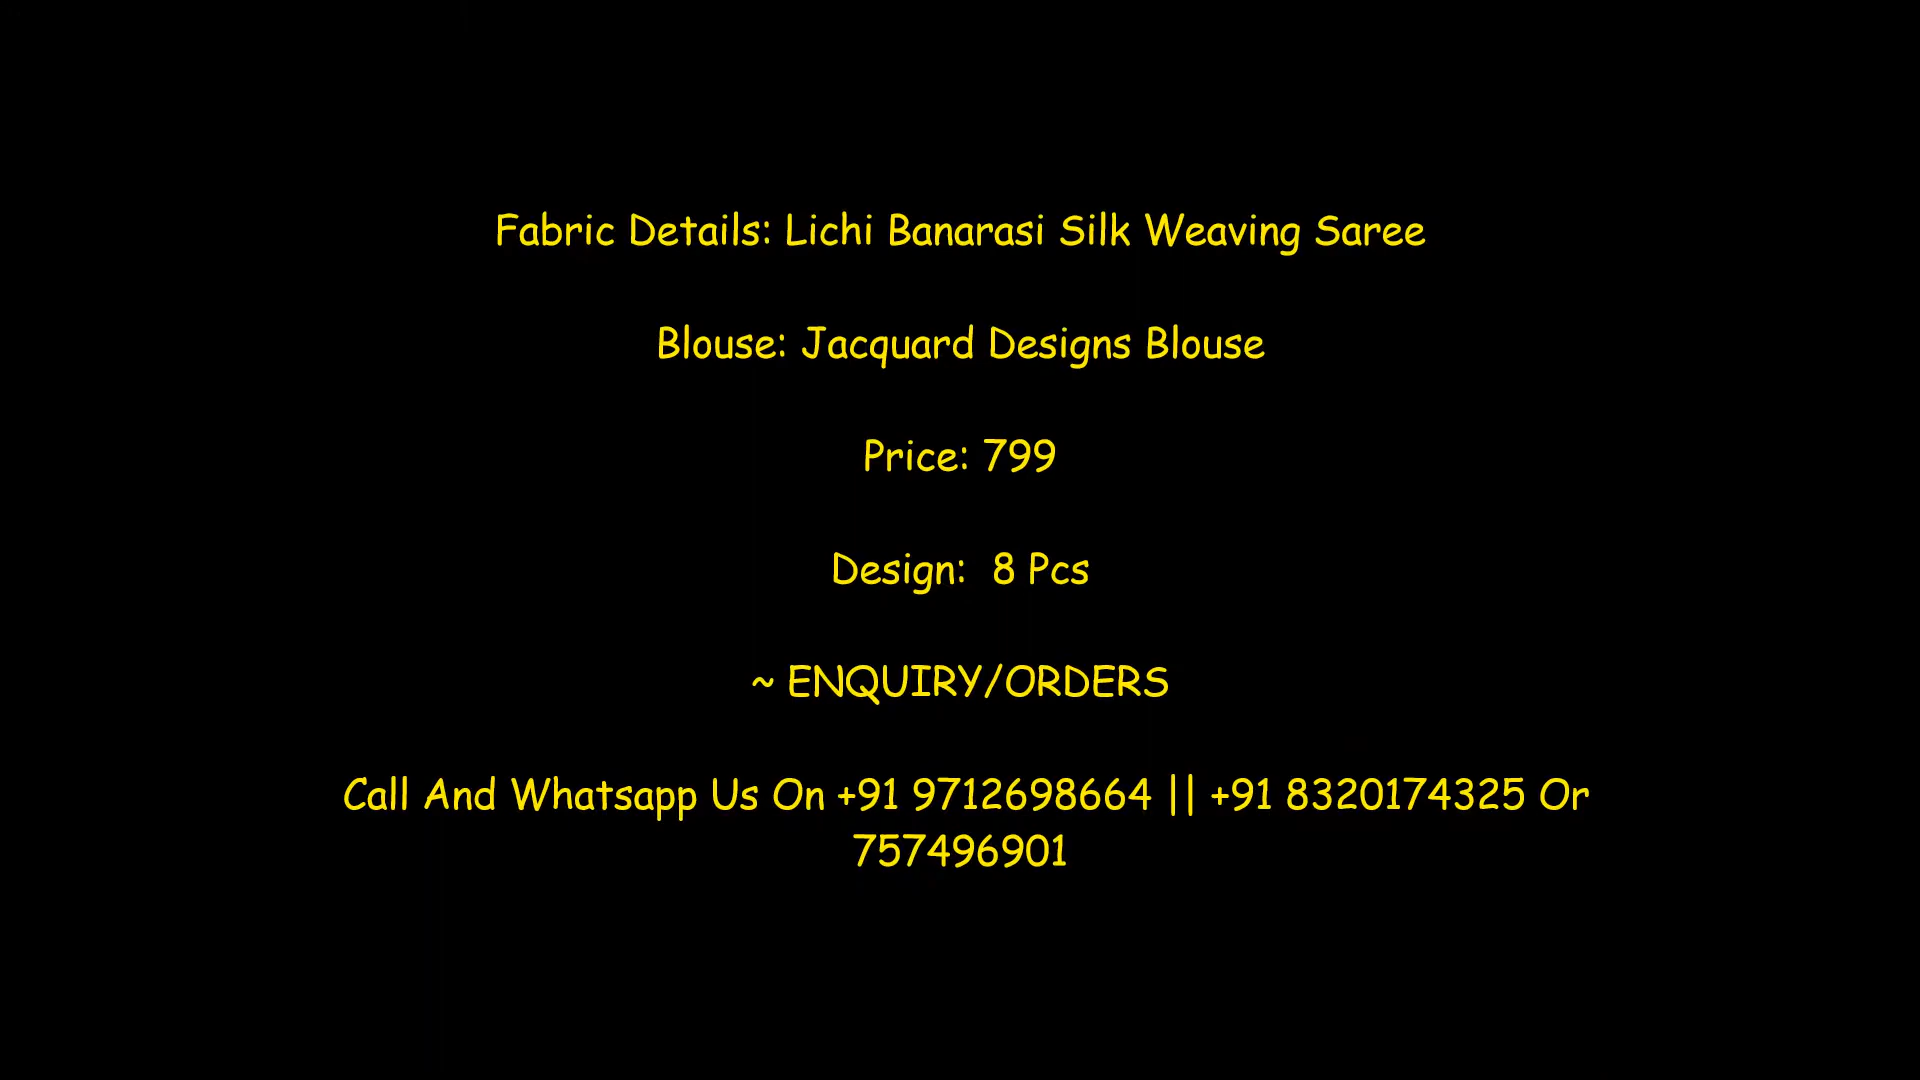 Fabric Details: Lichi Banarasi Silk Weaving Saree
Blouse: Jacquard Designs Blouse
Price: 799
Design:  8 Pcs
~ ENQUIRY/ORDERS
Call And Whatsapp Us On +91 9712698664 || +91 8320174325 Or
757496901